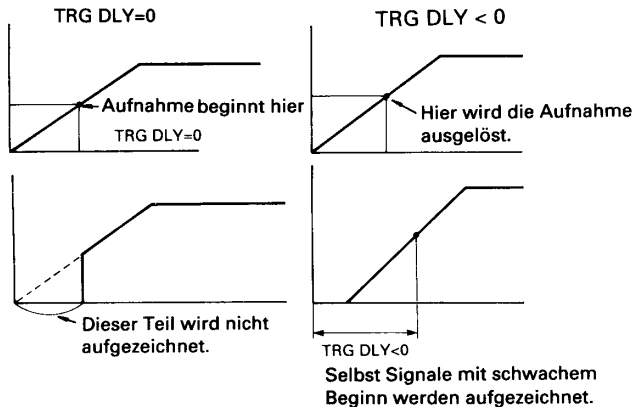 TRG DLY=0
Aufnahme beginnt hier
TRG DLY=0
Dieser Teil wird nicht
aufgezeichnet.
TRG DLY < 0
Hier wird die Aufnahme
ausgelöst.
TRG DLY<0
Selbst Signale mit schwachem
Beginn werden aufgezeichnet.